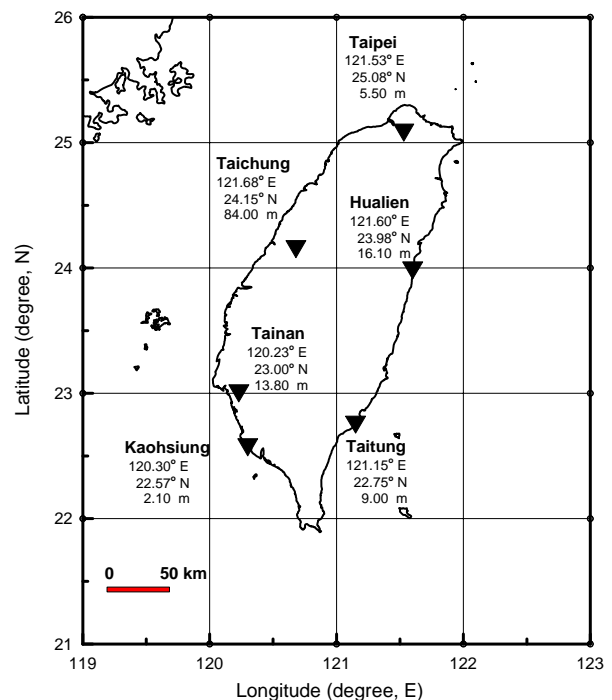 26
Taipei
121.53° E
25.08° N
5.50 m
25
Taichung
121.68° E
24.15° N
84.00 m
Hualien
121.60° E
23.98° N
16.10 m
24
Latitude (degree, N)
Tainan
120.23° E
23.00° N
13.80 m
23
Kaohsiung
120.30° E
22.57° N
2.10 m
Taitung
121.15° E
22.75° N
9.00 m
22
0 50 km
21
119 120 121 122 123
Longitude (degree, E)